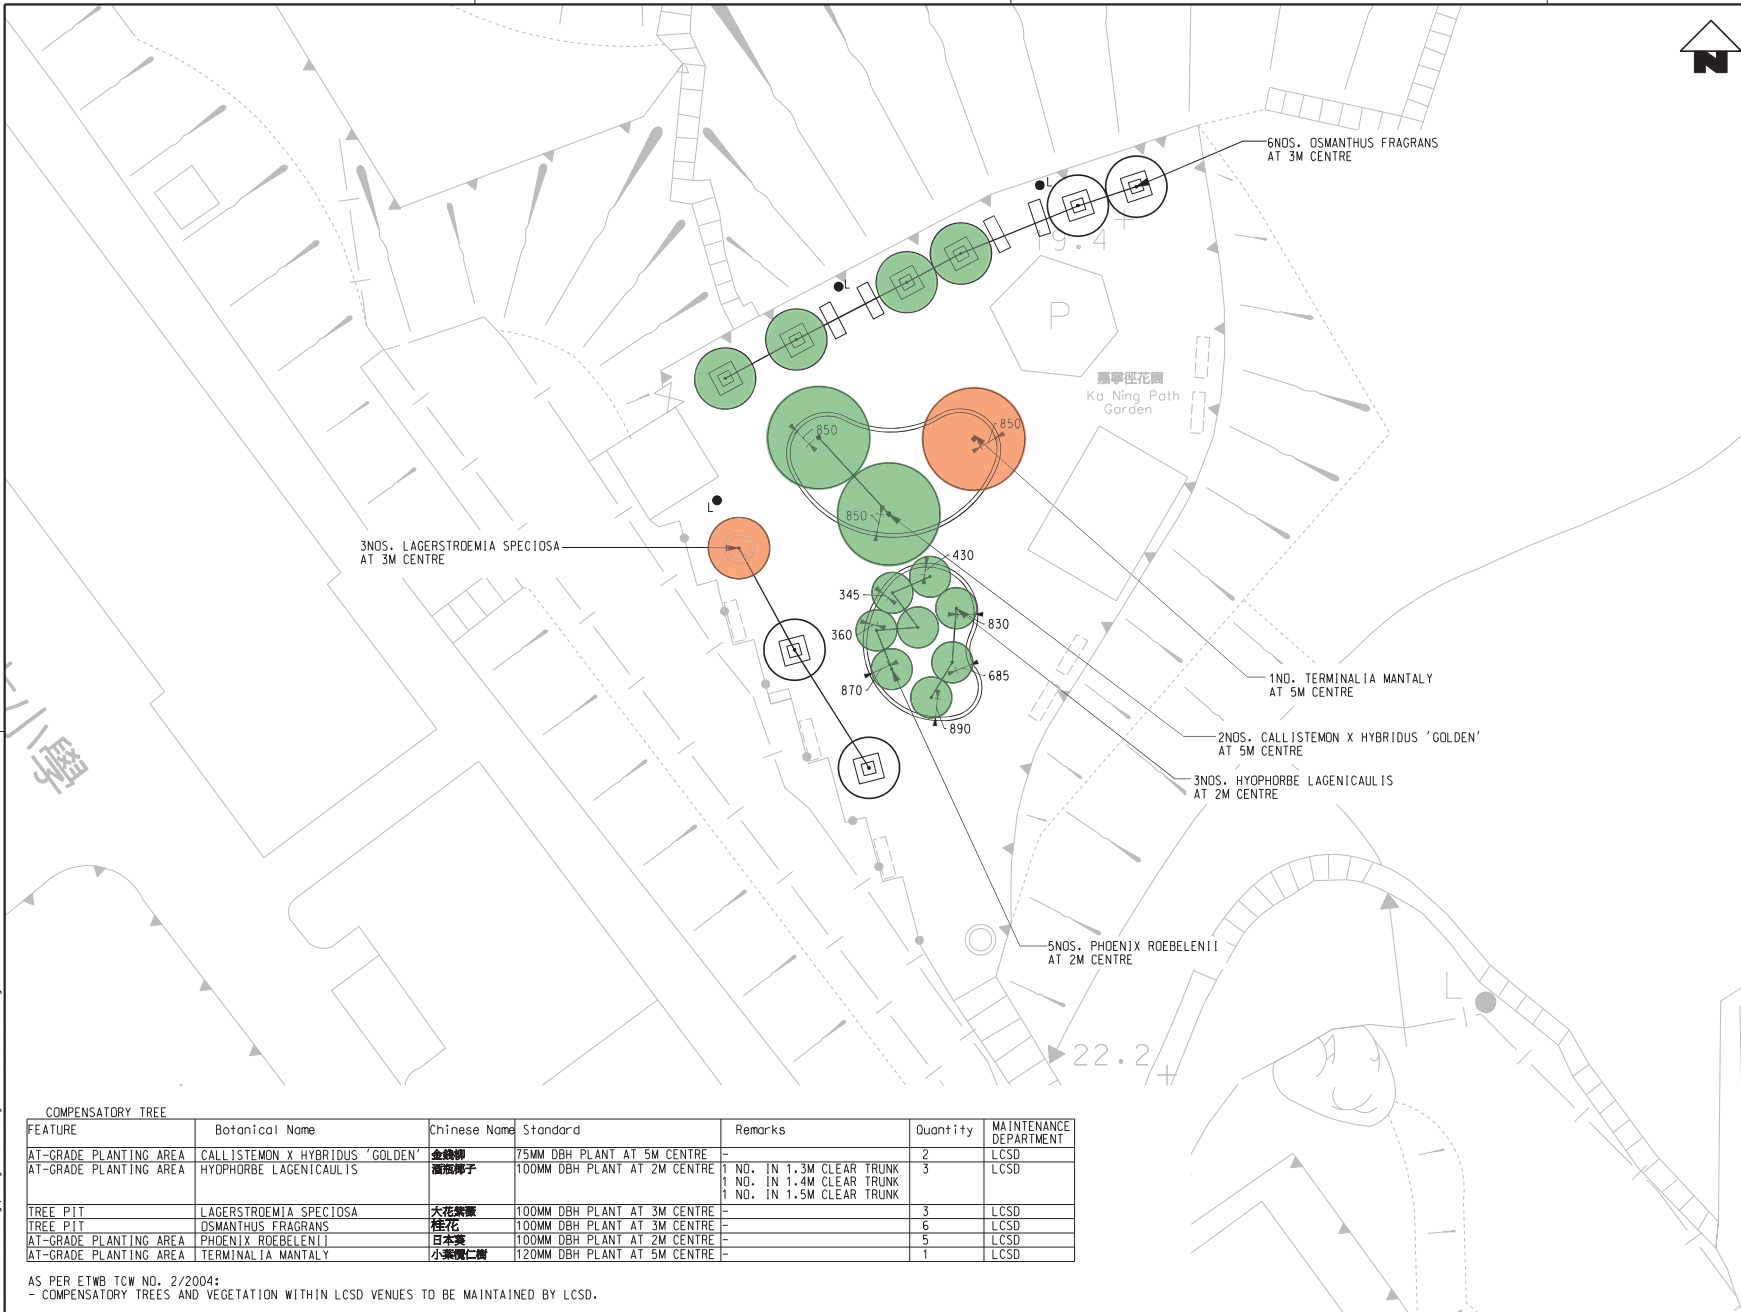 N
6NOS. OSMANTHUS FRAGRANS
AT 3M CENTRE
L
19.4
L
P
嘉寧徑花園
Ka Ning Path
Garden
850
850
850
L
3NOS. LAGERSTROEMIA SPECIOSA
AT 3M CENTRE
430
345
830
360
685
870
890
1NO. TERMINALIA MANTALY
AT 5M CENTRE
2NOS. CALLISTEMON X HYBRIDUS 'GOLDEN'
AT 5M CENTRE
3NOS. HYOPHORBE LAGENICAULIS
AT 2M CENTRE
小學
5NOS. PHOENIX ROEBELENII
AT 2M CENTRE
L
22.2
COMPENSATORY TREE
FEATURE Botanical Name Chinese Name Standard Remarks Quantity MAINTENANCE DEPARTMENT
AT-GRADE PLANTING AREA CALLISTEMON X HYBRIDUS 'GOLDEN' 金錢柳 75MM DBH PLANT AT 5M CENTRE - 2 LCSD
AT-GRADE PLANTING AREA HYOPHORBE LAGENICAULIS 酒瓶椰子 100MM DBH PLANT AT 2M CENTRE 1 NO. IN 1.3M CLEAR TRUNK 3 LCSD
1 NO. IN 1.4M CLEAR TRUNK
1 NO. IN 1.5M CLEAR TRUNK
TREE PIT LAGERSTROEMIA SPECIOSA 大花紫薇 100MM DBH PLANT AT 3M CENTRE - 3 LCSD
TREE PIT OSMANTHUS FRAGRANS 桂花 100MM DBH PLANT AT 3M CENTRE - 6 LCSD
AT-GRADE PLANTING AREA PHOENIX ROEBELENII 日本葵 100MM DBH PLANT AT 2M CENTRE - 5 LCSD
AT-GRADE PLANTING AREA TERMINALIA MANTALY 小葉欖仁樹 120MM DBH PLANT AT 5M CENTRE - 1 LCSD
AS PER ETWB TCW NO. 2/2004:
- COMPENSATORY TREES AND VEGETATION WITHIN LCSD VENUES TO BE MAINTAINED BY LCSD.